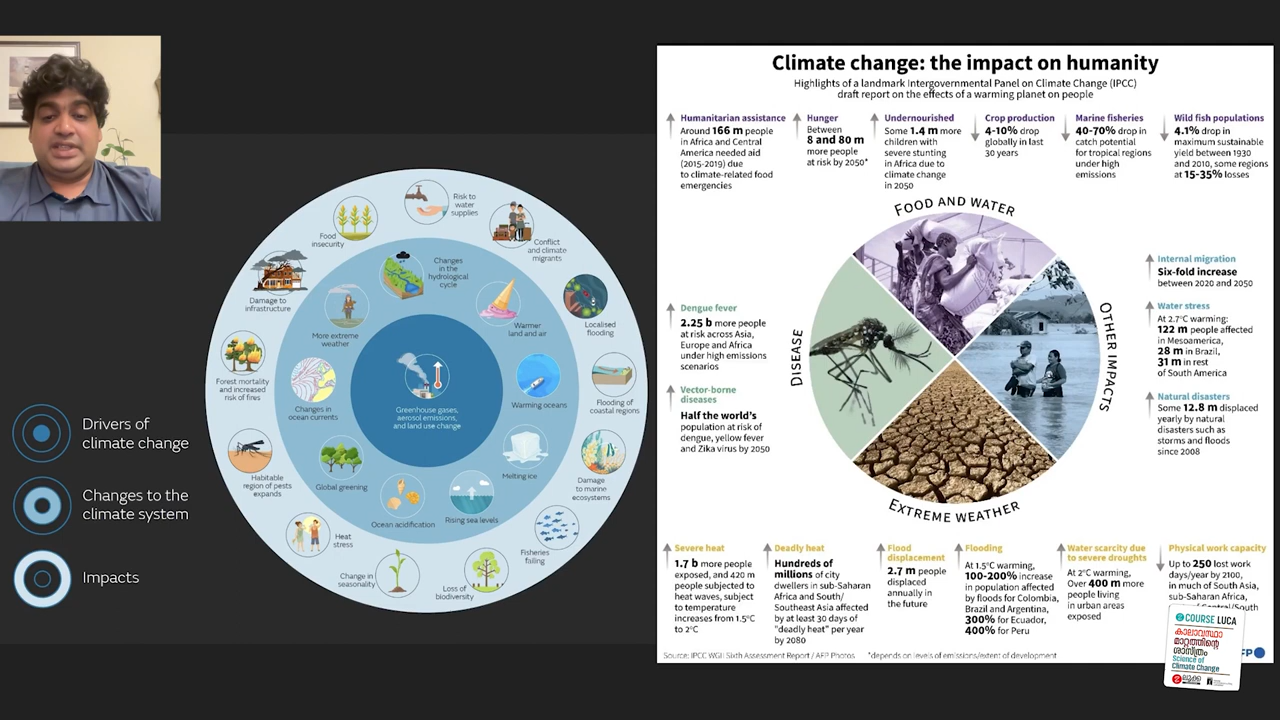 Drivers of
climate change
Changes to the
climate system
Impacts
Risk to
water
supplies
Conflict
and climate
migrants
Localised
flooding
Flooding of
coastal regions
Damage
to marine
ecosystems
Fisheries
failing
Loss of
biodiversity
Change in
seasonality
Heat
stress
Habitable
region of pests
expands
Forest mortality
and increased
risk of fires
Damage to
infrastructure
Food
insecurity
Changes
in the
hydrological
cycle
Warmer
land and air
Warming oceans
Melting ice
Rising sea levels
Ocean acidification
Global greening
Changes in
ocean currents
More extreme
weather
Greenhouse gases,
aerosol emissions,
and land use change
Climate change: the impact on humanity
Highlights of a landmark Intergovernmental Panel on Climate Change (IPCC)
draft report on the effects of a warming planet on people
Humanitarian assistance
Around 166 m people
in Africa and Central
America needed aid
(2015-2019) due
to climate-related food
emergencies
Hunger
Between
8 and 80 m
more people
at risk by 2050*
Undernourished
Some 1.4 m more
children with
severe stunting
in Africa due to
climate change
in 2050
Crop production
4-10% drop
globally in last
30 years
Marine fisheries
40-70% drop in
catch potential
for tropical regions
under high
emissions
Wild fish populations
4.1% drop in
maximum sustainable
yield between 1930
and 2010, some regions
at 15-35% losses
FOOD AND WATER
DISEASE
OTHER IMPACTS
EXTREME WEATHER
Dengue fever
2.25 b more people
at risk across Asia,
Europe and Africa
under high emissions
scenarios
Vector-borne
diseases
Half the world's
population at risk of
dengue, yellow fever
and Zika virus by 2050
Internal migration
Six-fold increase
between 2020 and 2050
Water stress
At 2.7°C warming:
122 m people affected
in Mesoamerica,
28 m in Brazil,
31 m in rest
of South America
Natural disasters
Some 12.8 m displaced
yearly by natural
disasters such as
storms and floods
since 2008
Severe heat
1.7 b more people
exposed, and 420 m
people subjected to
heat waves, subject
to temperature
increases from 1.5°C
to 2°C
Deadly heat
Hundreds of
millions of city
dwellers in sub-Saharan
Africa and South/
Southeast Asia affected
by at least 30 days of
"deadly heat" per year
by 2080
Flood
displacement
2.7 m people
displaced
annually in
the future
Flooding
At 1.5°C warming,
100-200% increase
in population affected
by floods for Colombia,
Brazil and Argentina,
300% for Ecuador,
400% for Peru
Water scarcity due
to severe droughts
At 2°C warming,
Over 400 m more
people living
in urban areas
exposed
Physical work capacity
Up to 250 lost work
days/year by 2100,
in much of South Asia,
sub-Saharan Africa,
Central/South
Source: IPCC WGII Sixth Assessment Report / AFP Photos
*depends on levels of emissions/extent of development
COURSE LUCA
കാലാവസ്ഥാ
മാറ്റത്തിന്റെ
ശാസ്ത്രം
Science of
Climate Change
ലൂക്ക